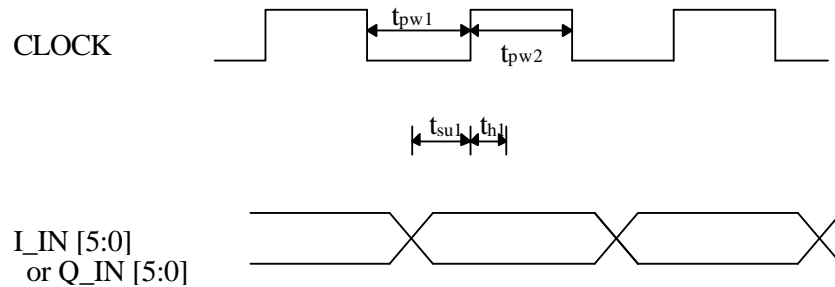 tpw1
CLOCK
tpw2
tsu1 th1
I_IN [5:0]
or Q_IN [5:0]